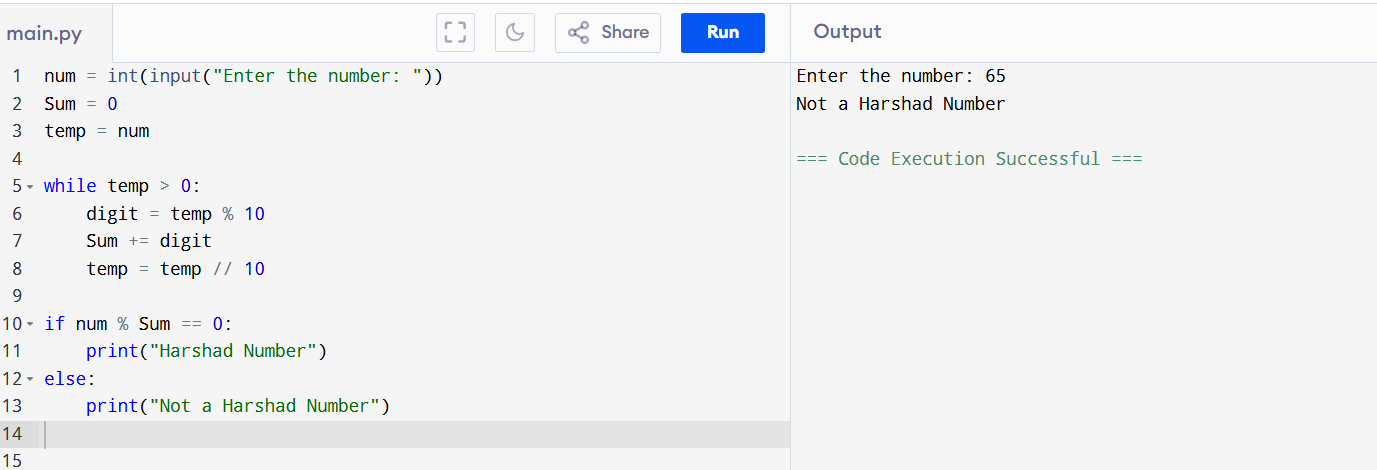 main.py
Share
Run
Output
1 num = int(input("Enter the number: "))
2 Sum = 0
3 temp = num
4
5 while temp > 0:
6     digit = temp % 10
7     Sum += digit
8     temp = temp // 10
9
10 if num % Sum == 0:
11     print("Harshad Number")
12 else:
13     print("Not a Harshad Number")
14
15
Enter the number: 65
Not a Harshad Number
=== Code Execution Successful ===